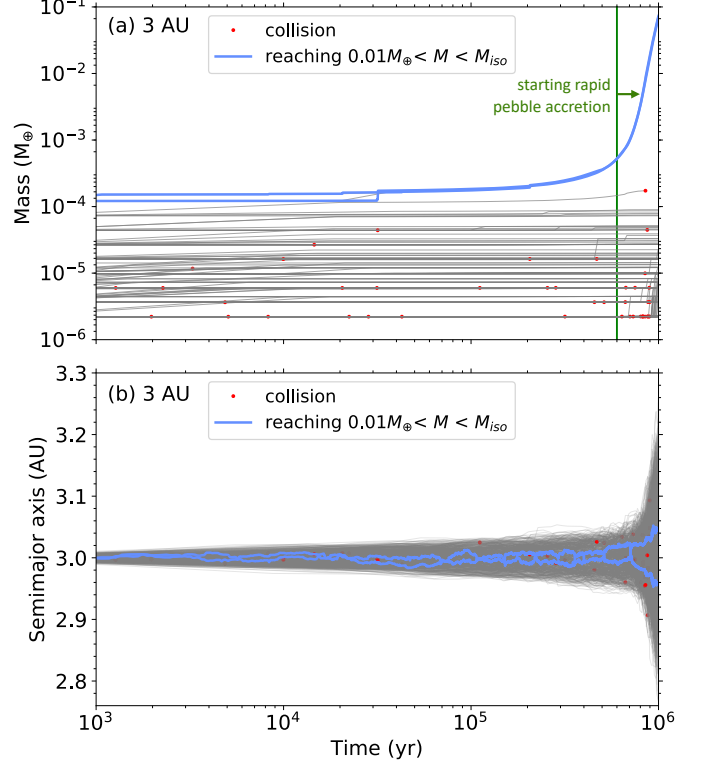 (a) 3 AU
collision
reaching 0.01M⊕< M < Miso
starting rapid
pebble accretion
Mass (M⊕)
10⁻¹
10⁻²
10⁻³
10⁻⁴
10⁻⁵
10⁻⁶
(b) 3 AU
collision
reaching 0.01M⊕< M < Miso
Semimajor axis (AU)
3.3
3.2
3.1
3.0
2.9
2.8
10³
10⁴
10⁵
10⁶
Time (yr)